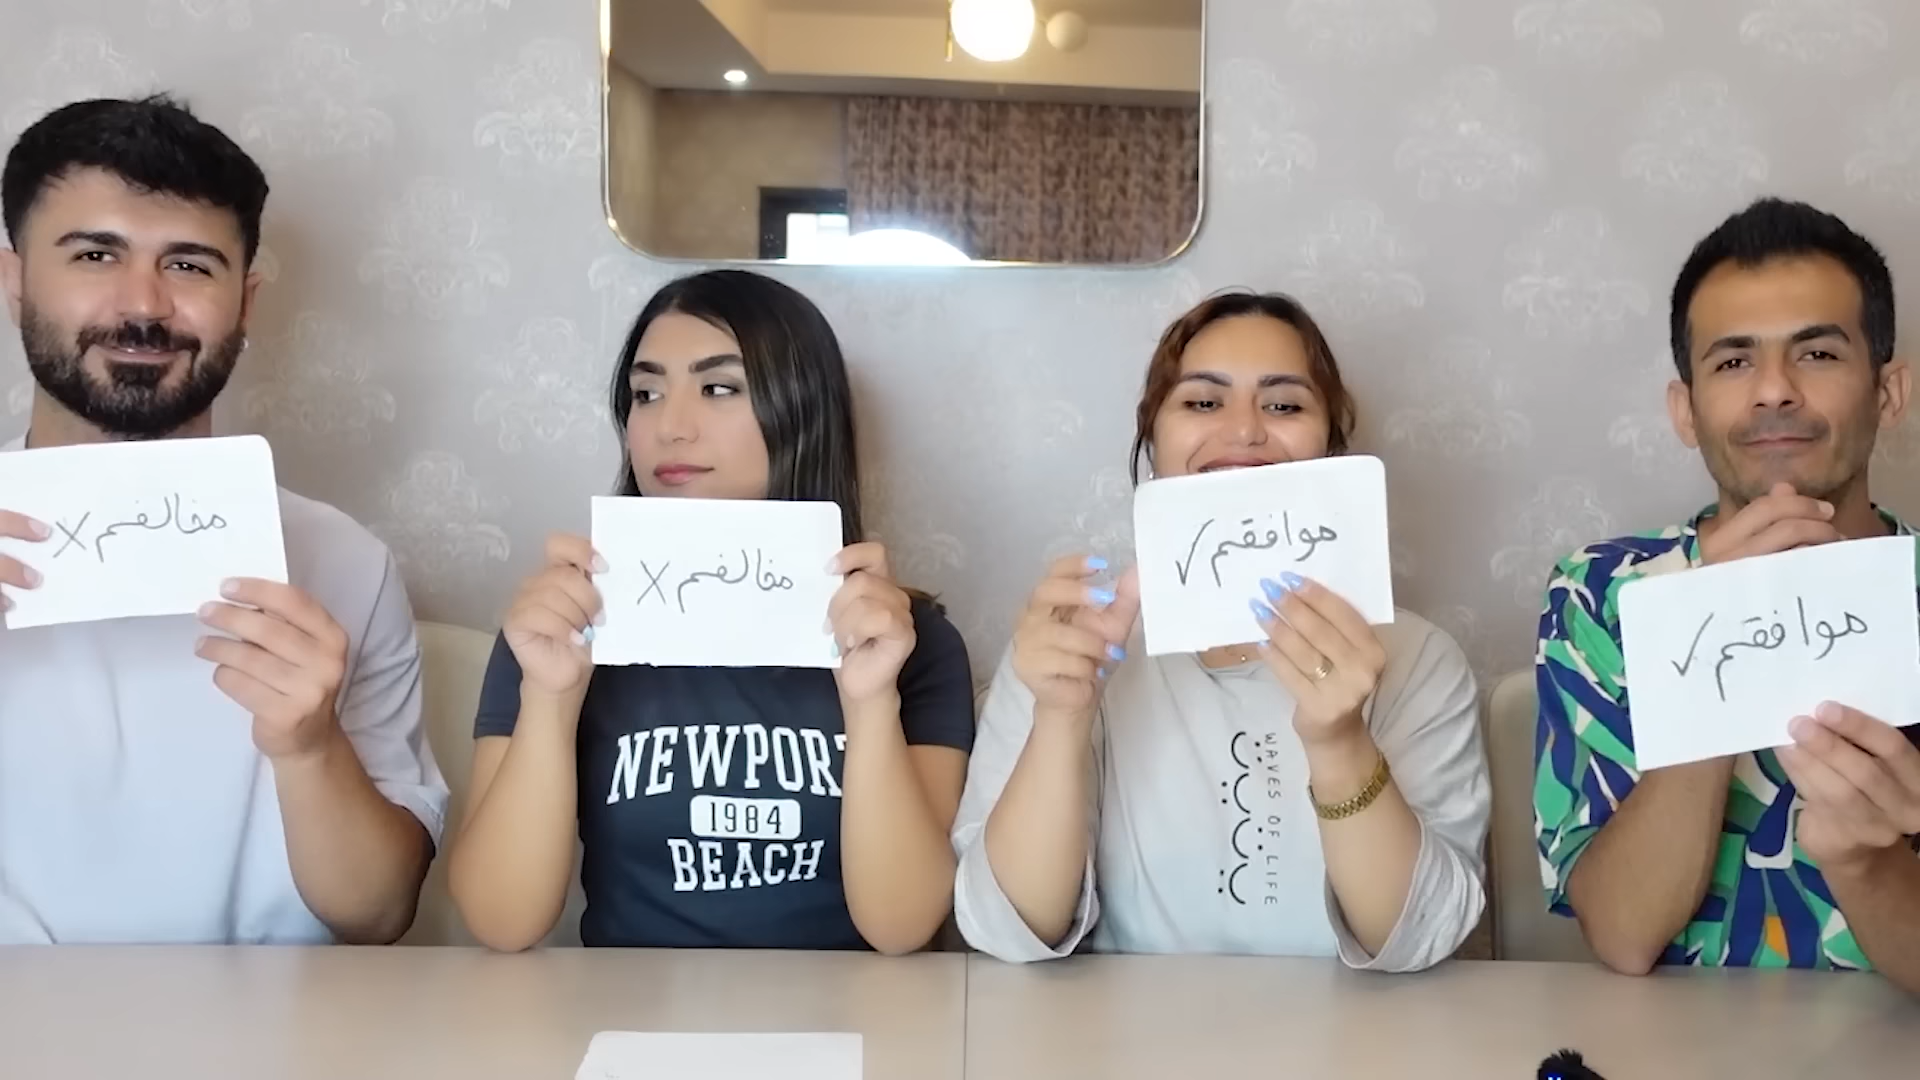 مخالفم X
مخالفم X
موافقم ✓
موافقم ✓
NEWPORT
1984
BEACH
WAVES OF LIFE